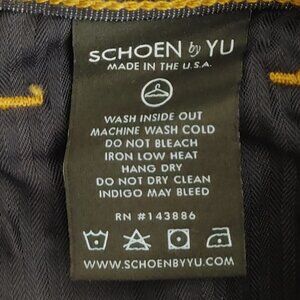 SCHOEN by YU
MADE IN THE U.S.A.
WASH INSIDE OUT
MACHINE WASH COLD
DO NOT BLEACH
IRON LOW HEAT
HANG DRY
DO NOT DRY CLEAN
INDIGO MAY BLEED
RN #143886
WWW.SCHOENBYYU.COM